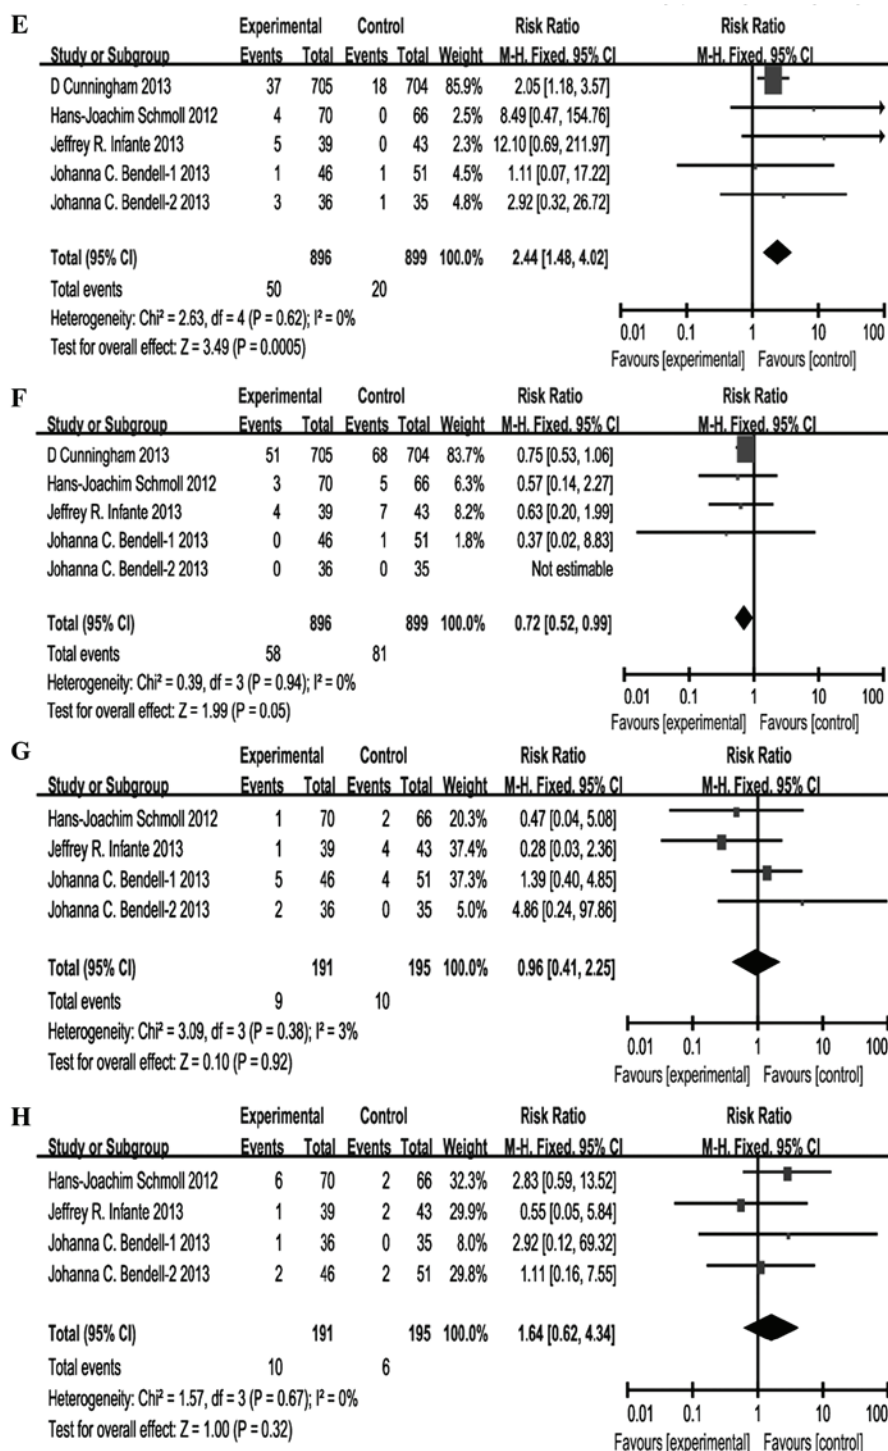 E Experimental Control Risk Ratio Risk Ratio
Study or Subgroup Events Total Events Total Weight M-H. Fixed. 95% CI M-H. Fixed. 95% CI
D Cunningham 2013 37 705 18 704 85.9% 2.05 [1.18, 3.57]
Hans-Joachim Schmoll 2012 4 70 0 66 2.5% 8.49 [0.47, 154.76]
Jeffrey R. Infante 2013 5 39 0 43 2.3% 12.10 [0.69, 211.97]
Johanna C. Bendell-1 2013 1 46 1 51 4.5% 1.11 [0.07, 17.22]
Johanna C. Bendell-2 2013 3 36 1 35 4.8% 2.92 [0.32, 26.72]
Total (95% CI) 896 899 100.0% 2.44 [1.48, 4.02]
Total events 50 20
Heterogeneity: Chi² = 2.63, df = 4 (P = 0.62); I² = 0%
0.01 0.1 1 10 100
Test for overall effect: Z = 3.49 (P = 0.0005)
Favours [experimental] Favours [control]
F Experimental Control Risk Ratio Risk Ratio
Study or Subgroup Events Total Events Total Weight M-H. Fixed. 95% CI M-H. Fixed. 95% CI
D Cunningham 2013 51 705 68 704 83.7% 0.75 [0.53, 1.06]
Hans-Joachim Schmoll 2012 3 70 5 66 6.3% 0.57 [0.14, 2.27]
Jeffrey R. Infante 2013 4 39 7 43 8.2% 0.63 [0.20, 1.99]
Johanna C. Bendell-1 2013 0 46 1 51 1.8% 0.37 [0.02, 8.83]
Johanna C. Bendell-2 2013 0 36 0 35 Not estimable
Total (95% CI) 896 899 100.0% 0.72 [0.52, 0.99]
Total events 58 81
Heterogeneity: Chi² = 0.39, df = 3 (P = 0.94); I² = 0%
0.01 0.1 1 10 100
Test for overall effect: Z = 1.99 (P = 0.05)
Favours [experimental] Favours [control]
G Experimental Control Risk Ratio Risk Ratio
Study or Subgroup Events Total Events Total Weight M-H. Fixed. 95% CI M-H. Fixed. 95% CI
Hans-Joachim Schmoll 2012 1 70 2 66 20.3% 0.47 [0.04, 5.08]
Jeffrey R. Infante 2013 1 39 4 43 37.4% 0.28 [0.03, 2.36]
Johanna C. Bendell-1 2013 5 46 4 51 37.3% 1.39 [0.40, 4.85]
Johanna C. Bendell-2 2013 2 36 0 35 5.0% 4.86 [0.24, 97.86]
Total (95% CI) 191 195 100.0% 0.96 [0.41, 2.25]
Total events 9 10
Heterogeneity: Chi² = 3.09, df = 3 (P = 0.38); I² = 3%
0.01 0.1 1 10 100
Test for overall effect: Z = 0.10 (P = 0.92)
Favours [experimental] Favours [control]
H Experimental Control Risk Ratio Risk Ratio
Study or Subgroup Events Total Events Total Weight M-H. Fixed. 95% CI M-H. Fixed. 95% CI
Hans-Joachim Schmoll 2012 6 70 2 66 32.3% 2.83 [0.59, 13.52]
Jeffrey R. Infante 2013 1 39 2 43 29.9% 0.55 [0.05, 5.84]
Johanna C. Bendell-1 2013 1 36 0 35 8.0% 2.92 [0.12, 69.32]
Johanna C. Bendell-2 2013 2 46 2 51 29.8% 1.11 [0.16, 7.55]
Total (95% CI) 191 195 100.0% 1.64 [0.62, 4.34]
Total events 10 6
Heterogeneity: Chi² = 1.57, df = 3 (P = 0.67); I² = 0%
0.01 0.1 1 10 100
Test for overall effect: Z = 1.00 (P = 0.32)
Favours [experimental] Favours [control]